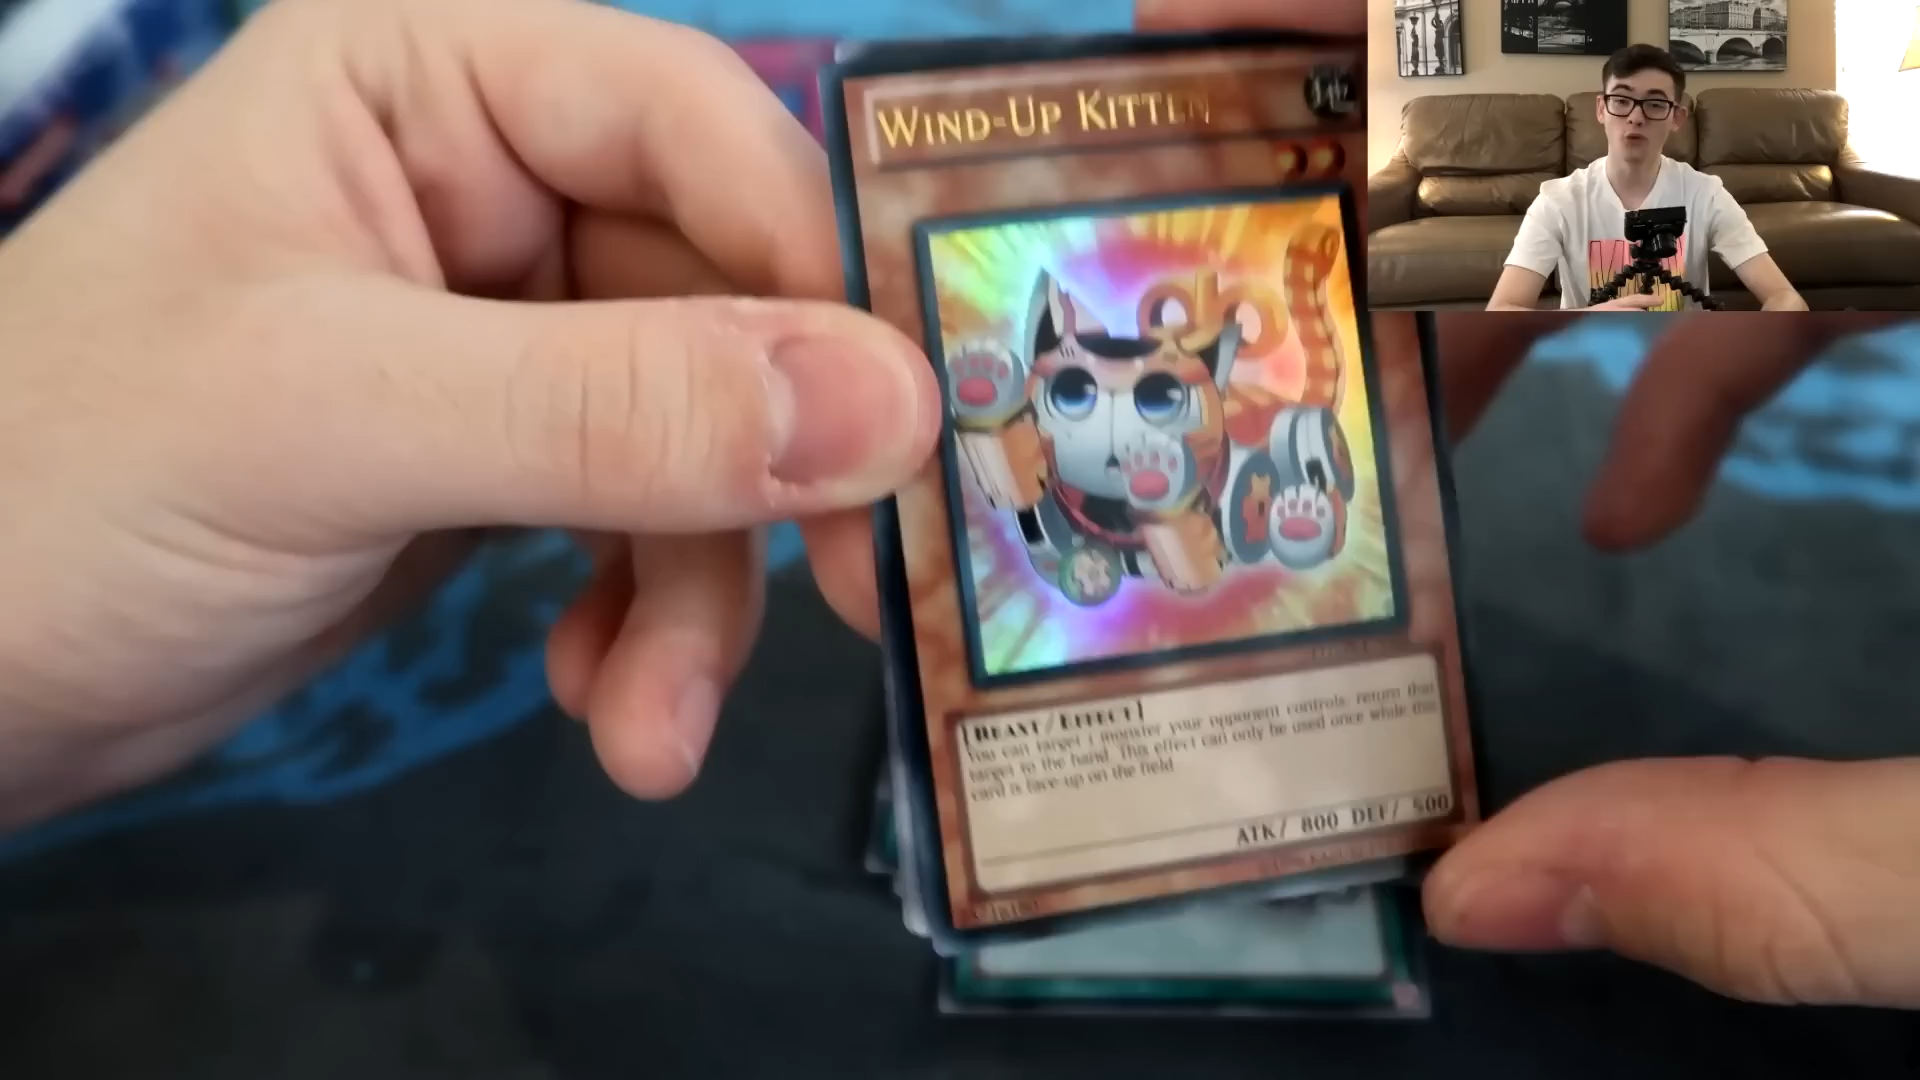 WIND-UP KITTEN
[BEAST/EFFECT]
You can target 1 monster your opponent controls; return that
target to the hand. This effect can only be used once while this
card is face-up on the field.
ATK/ 800 DEF/ 500